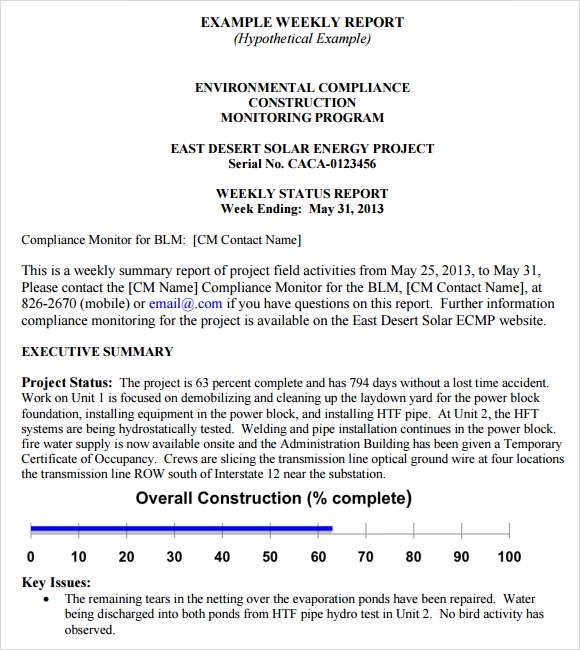 EXAMPLE WEEKLY REPORT
(Hypothetical Example)
ENVIRONMENTAL COMPLIANCE
CONSTRUCTION
MONITORING PROGRAM
EAST DESERT SOLAR ENERGY PROJECT
Serial No. CACA-0123456
WEEKLY STATUS REPORT
Week Ending:  May 31, 2013
Compliance Monitor for BLM:  [CM Contact Name]
This is a weekly summary report of project field activities from May 25, 2013, to May 31,
Please contact the [CM Name] Compliance Monitor for the BLM, [CM Contact Name], at
826-2670 (mobile) or email@.com if you have questions on this report.  Further information
compliance monitoring for the project is available on the East Desert Solar ECMP website.
EXECUTIVE SUMMARY
Project Status:  The project is 63 percent complete and has 794 days without a lost time accident.
Work on Unit 1 is focused on demobilizing and cleaning up the laydown yard for the power block
foundation, installing equipment in the power block, and installing HTF pipe.  At Unit 2, the HFT
systems are being hydrostatically tested.  Welding and pipe installation continues in the power block.
fire water supply is now available onsite and the Administration Building has been given a Temporary
Certificate of Occupancy.  Crews are slicing the transmission line optical ground wire at four locations
the transmission line ROW south of Interstate 12 near the substation.
Overall Construction (% complete)
0 10 20 30 40 50 60 70 80 90 100
Key Issues:
• The remaining tears in the netting over the evaporation ponds have been repaired.  Water
being discharged into both ponds from HTF pipe hydro test in Unit 2.  No bird activity has
observed.